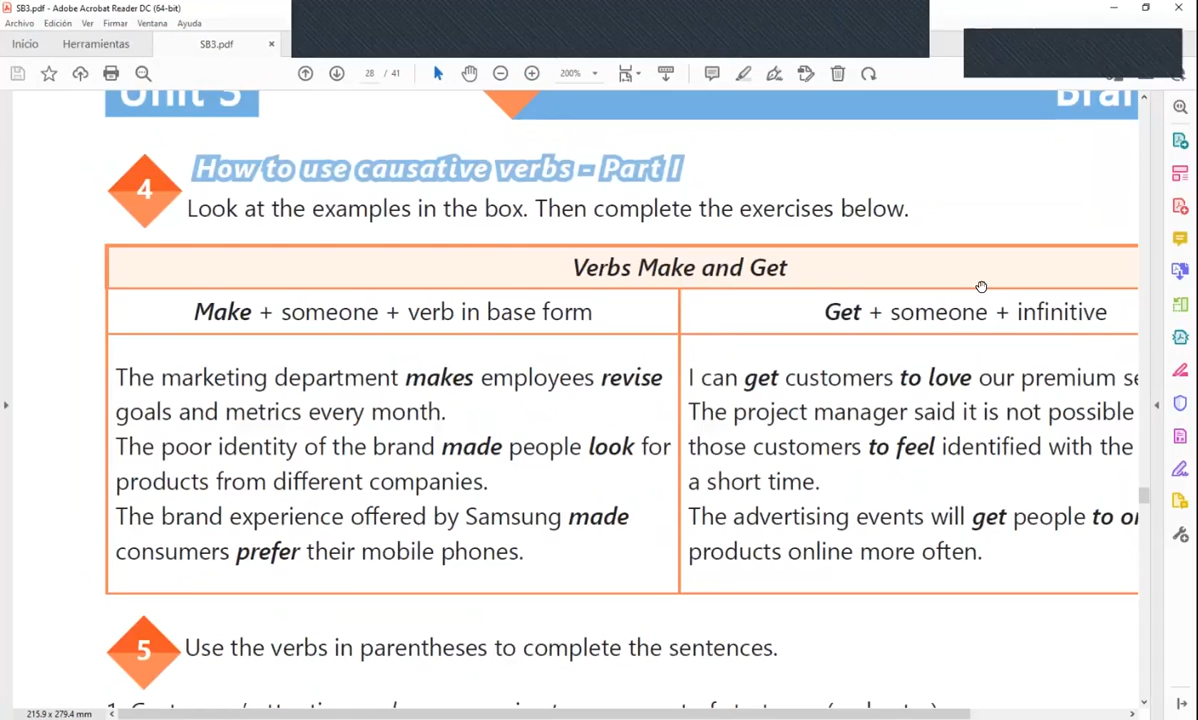 SB3.pdf - Adobe Acrobat Reader DC (64-bit)
Archivo Edición Ver Firmar Ventana Ayuda
Inicio Herramientas SB3.pdf ×
28 / 41 200%
Unit 5
4
How to use causative verbs - Part I
Look at the examples in the box. Then complete the exercises below.
Verbs Make and Get
Make + someone + verb in base form
Get + someone + infinitive
The marketing department makes employees revise
goals and metrics every month.
The poor identity of the brand made people look for
products from different companies.
The brand experience offered by Samsung made
consumers prefer their mobile phones.
I can get customers to love our premium se
The project manager said it is not possible
those customers to feel identified with the
a short time.
The advertising events will get people to or
products online more often.
5
Use the verbs in parentheses to complete the sentences.
215.9 x 279.4 mm